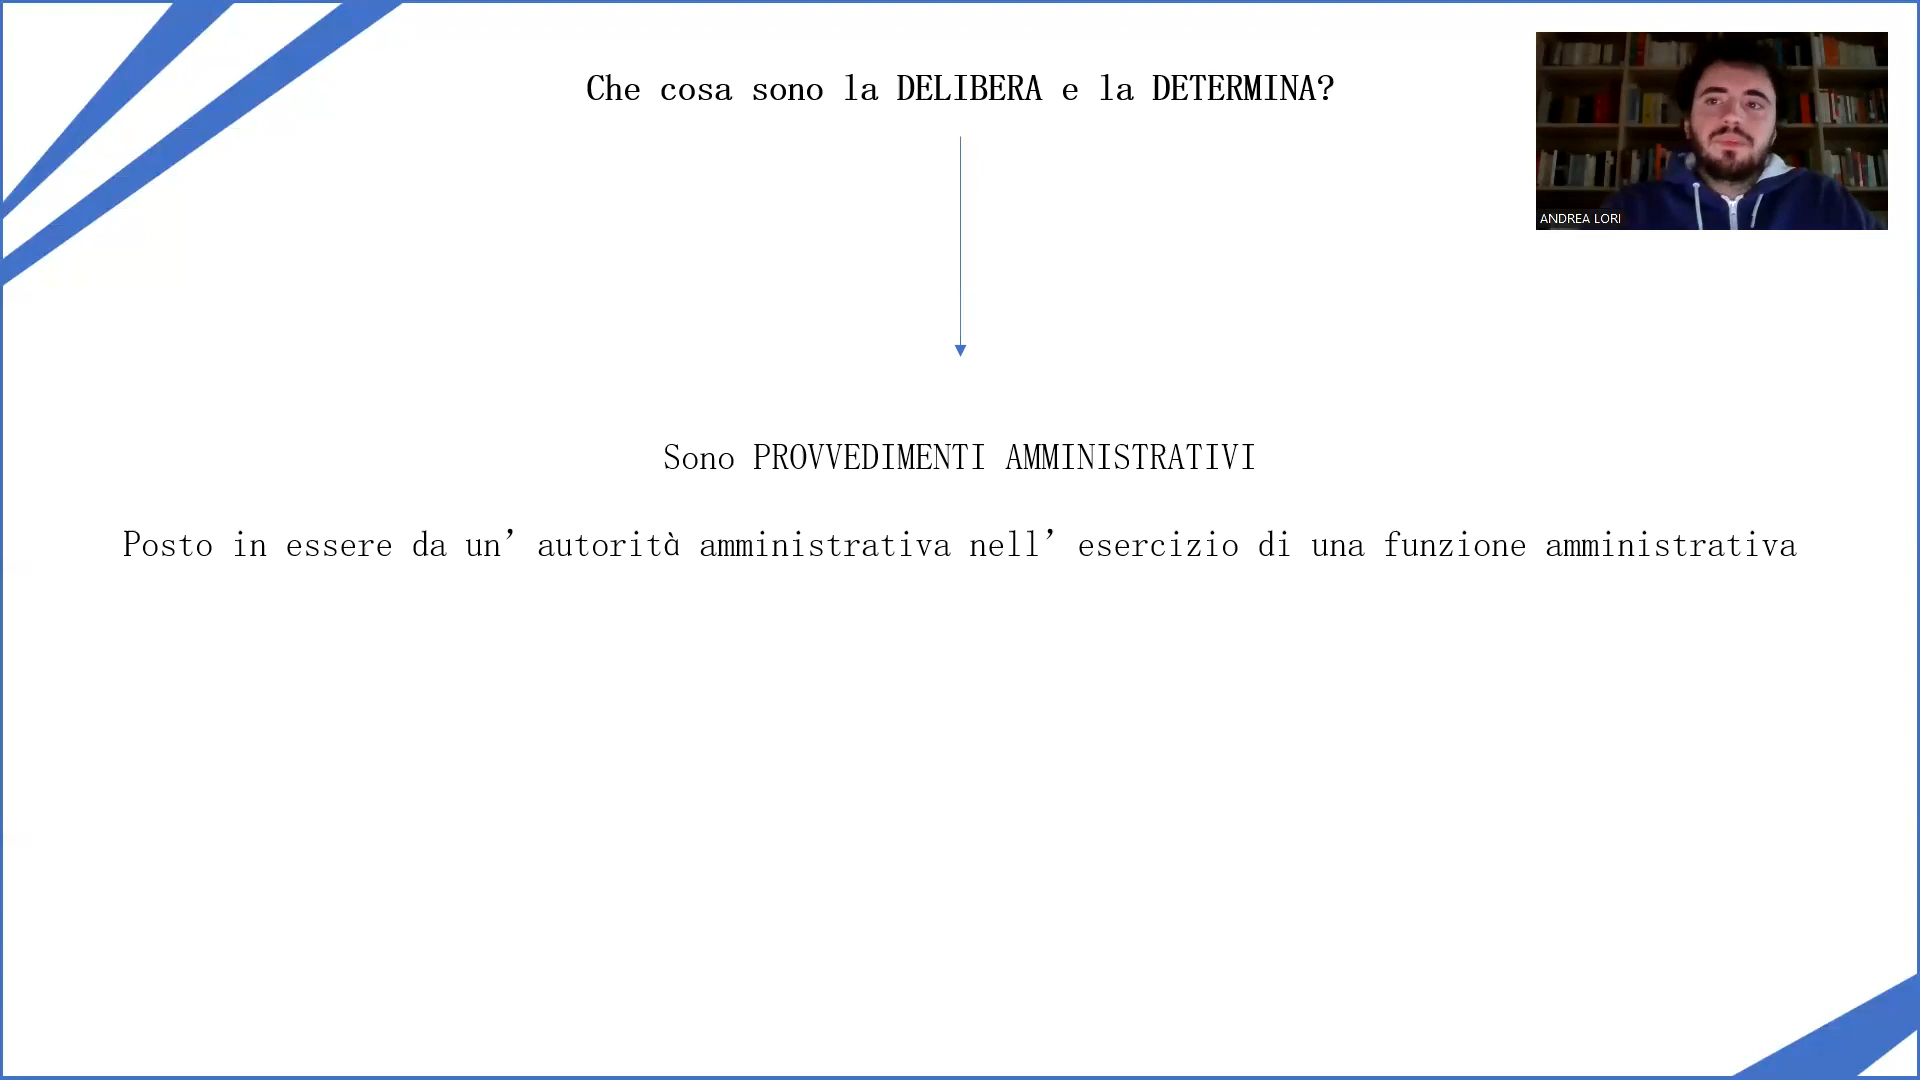 Che cosa sono la DELIBERA e la DETERMINA?
ANDREA LORI
Sono PROVVEDIMENTI AMMINISTRATIVI
Posto in essere da un’autorità amministrativa nell’esercizio di una funzione amministrativa